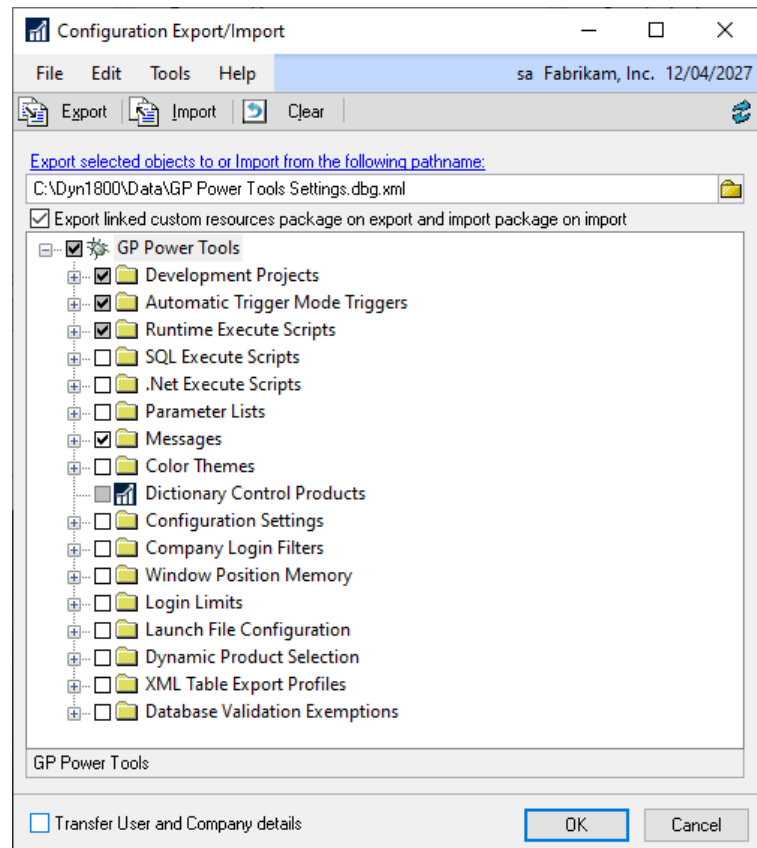 Configuration Export/Import
File Edit Tools Help sa Fabrikam, Inc. 12/04/2027
Export Import Clear
Export selected objects to or Import from the following pathname:
C:\Dyn1800\Data\GP Power Tools Settings.dbg.xml
Export linked custom resources package on export and import package on import
GP Power Tools
Development Projects
Automatic Trigger Mode Triggers
Runtime Execute Scripts
SQL Execute Scripts
.Net Execute Scripts
Parameter Lists
Messages
Color Themes
Dictionary Control Products
Configuration Settings
Company Login Filters
Window Position Memory
Login Limits
Launch File Configuration
Dynamic Product Selection
XML Table Export Profiles
Database Validation Exemptions
GP Power Tools
Transfer User and Company details OK Cancel